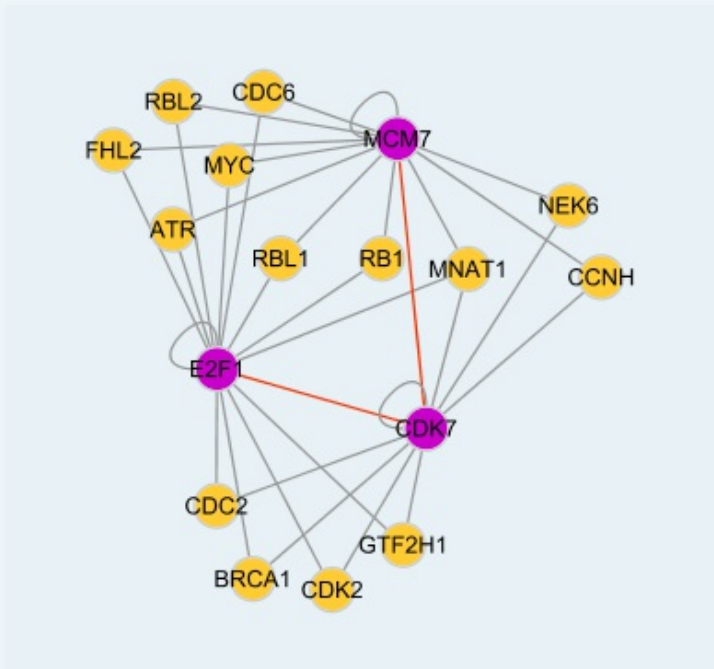 CDC6
RBL2
MCM7
FHL2
MYC
NEK6
ATR
RBL1
RB1
MNAT1
CCNH
E2F1
CDK7
CDC2
GTF2H1
BRCA1
CDK2